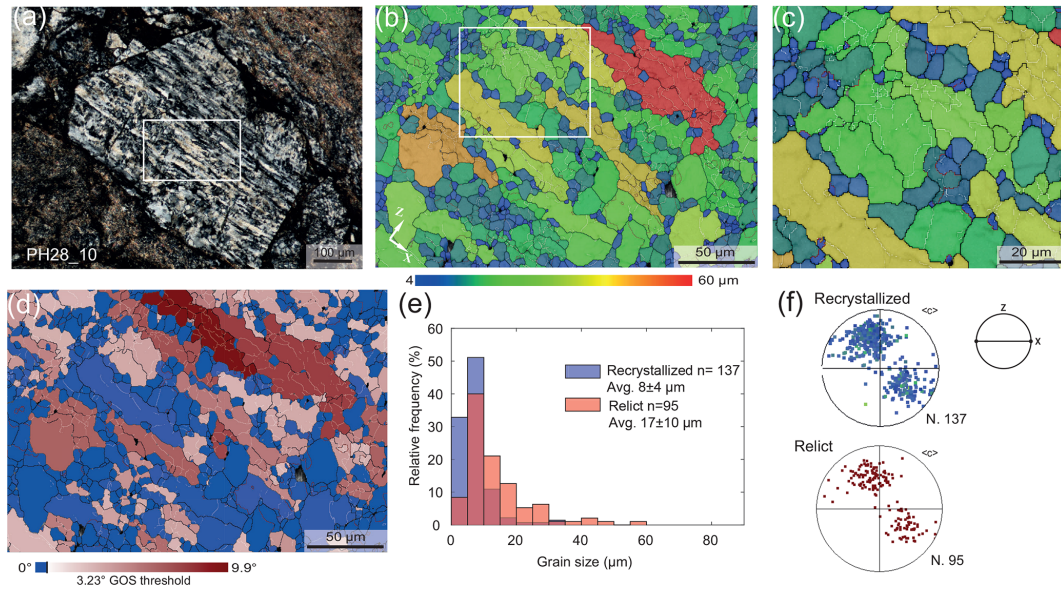 (a)
PH28_10
100 µm
(b)
z
x
50 µm
(c)
20 µm
4
60 µm
(d)
50 µm
0°
9.9°
3.23° GOS threshold
(e)
60
50
40
30
20
10
0
Relative frequency (%)
Recrystallized n= 137
Avg. 8±4 µm
Relict n=95
Avg. 17±10 µm
0
20
40
60
80
Grain size (µm)
(f)
Recrystallized
<c>
z
x
N. 137
Relict
<c>
N. 95